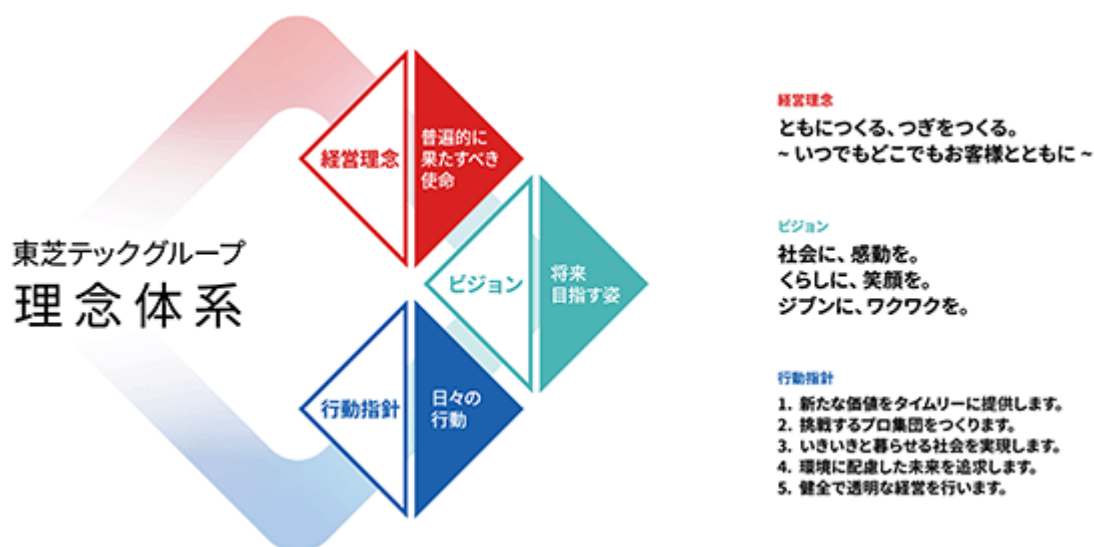 東芝テックグループ
理念体系
経営理念
普遍的に
果たすべき
使命
ビジョン
将来
目指す姿
行動指針
日々の
行動
経営理念
ともにつくる、つぎをつくる。
~ いつでもどこでもお客様とともに ~
ビジョン
社会に、感動を。
くらしに、笑顔を。
ジブンに、ワクワクを。
行動指針
1. 新たな価値をタイムリーに提供します。
2. 挑戦するプロ集団をつくります。
3. いきいきと暮らせる社会を実現します。
4. 環境に配慮した未来を追求します。
5. 健全で透明な経営を行います。